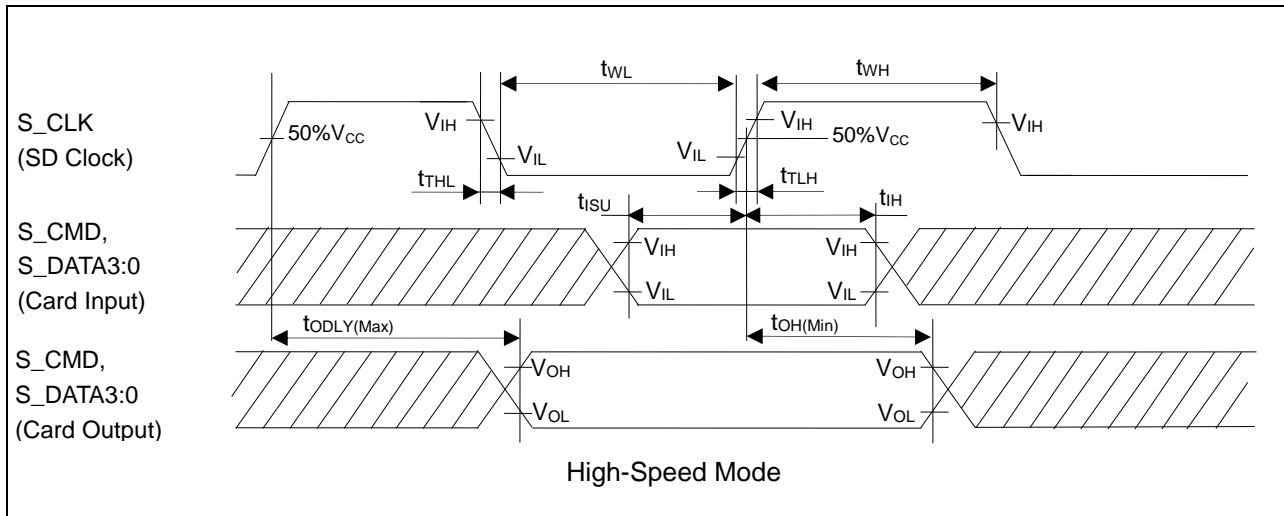 tWL
tWH
S_CLK
(SD Clock)
50%VCC
VIH
VIL
VIL
VIH
50%VCC
VIH
tTHL
tTLH
tISU
tIH
S_CMD,
S_DATA3:0
(Card Input)
VIH
VIL
VIH
VIL
tODLY(Max)
tOH(Min)
S_CMD,
S_DATA3:0
(Card Output)
VOH
VOL
VOH
VOL
High-Speed Mode